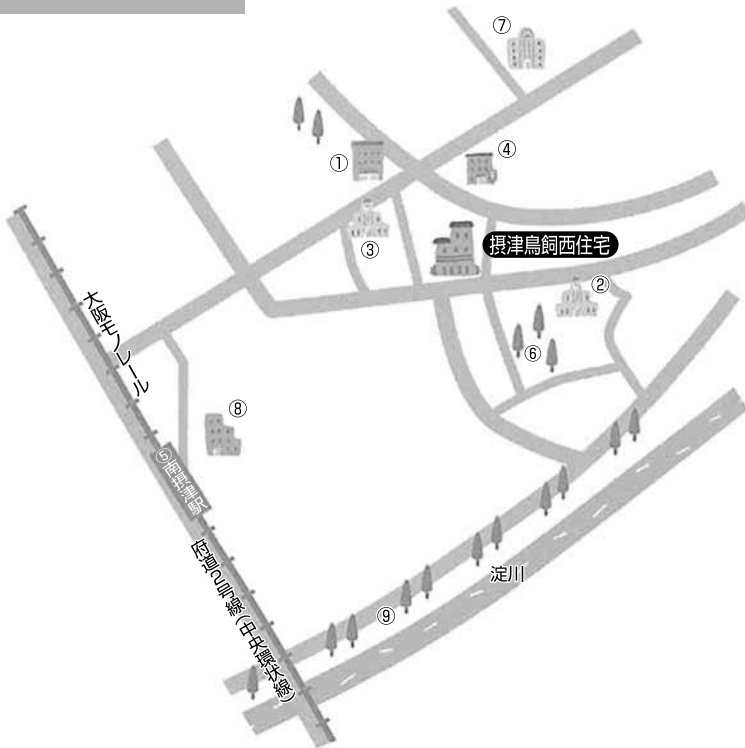 ⑦
①
④
③
摂津鳥飼西住宅
②
大阪モノレール
⑥
⑧
⑤南摂津駅
府道2号線(中央環状線)
淀川
⑨